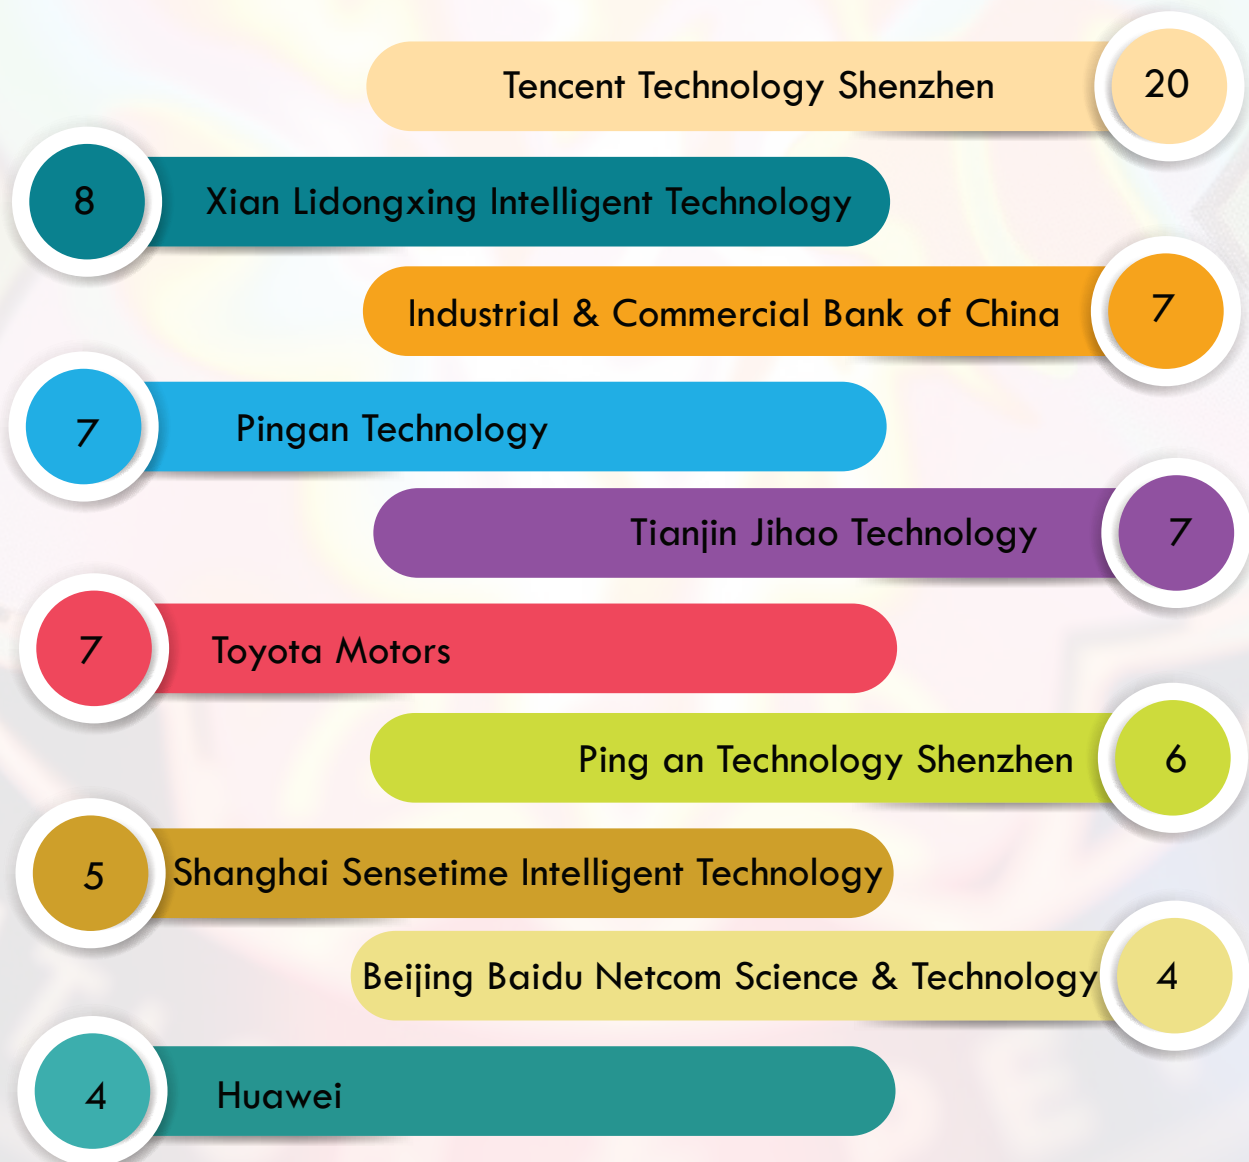 Tencent Technology Shenzhen 20
8 Xian Lidongxing Intelligent Technology
Industrial & Commercial Bank of China 7
7 Pingan Technology
Tianjin Jihao Technology 7
7 Toyota Motors
Ping an Technology Shenzhen 6
5 Shanghai Sensetime Intelligent Technology
Beijing Baidu Netcom Science & Technology 4
4 Huawei